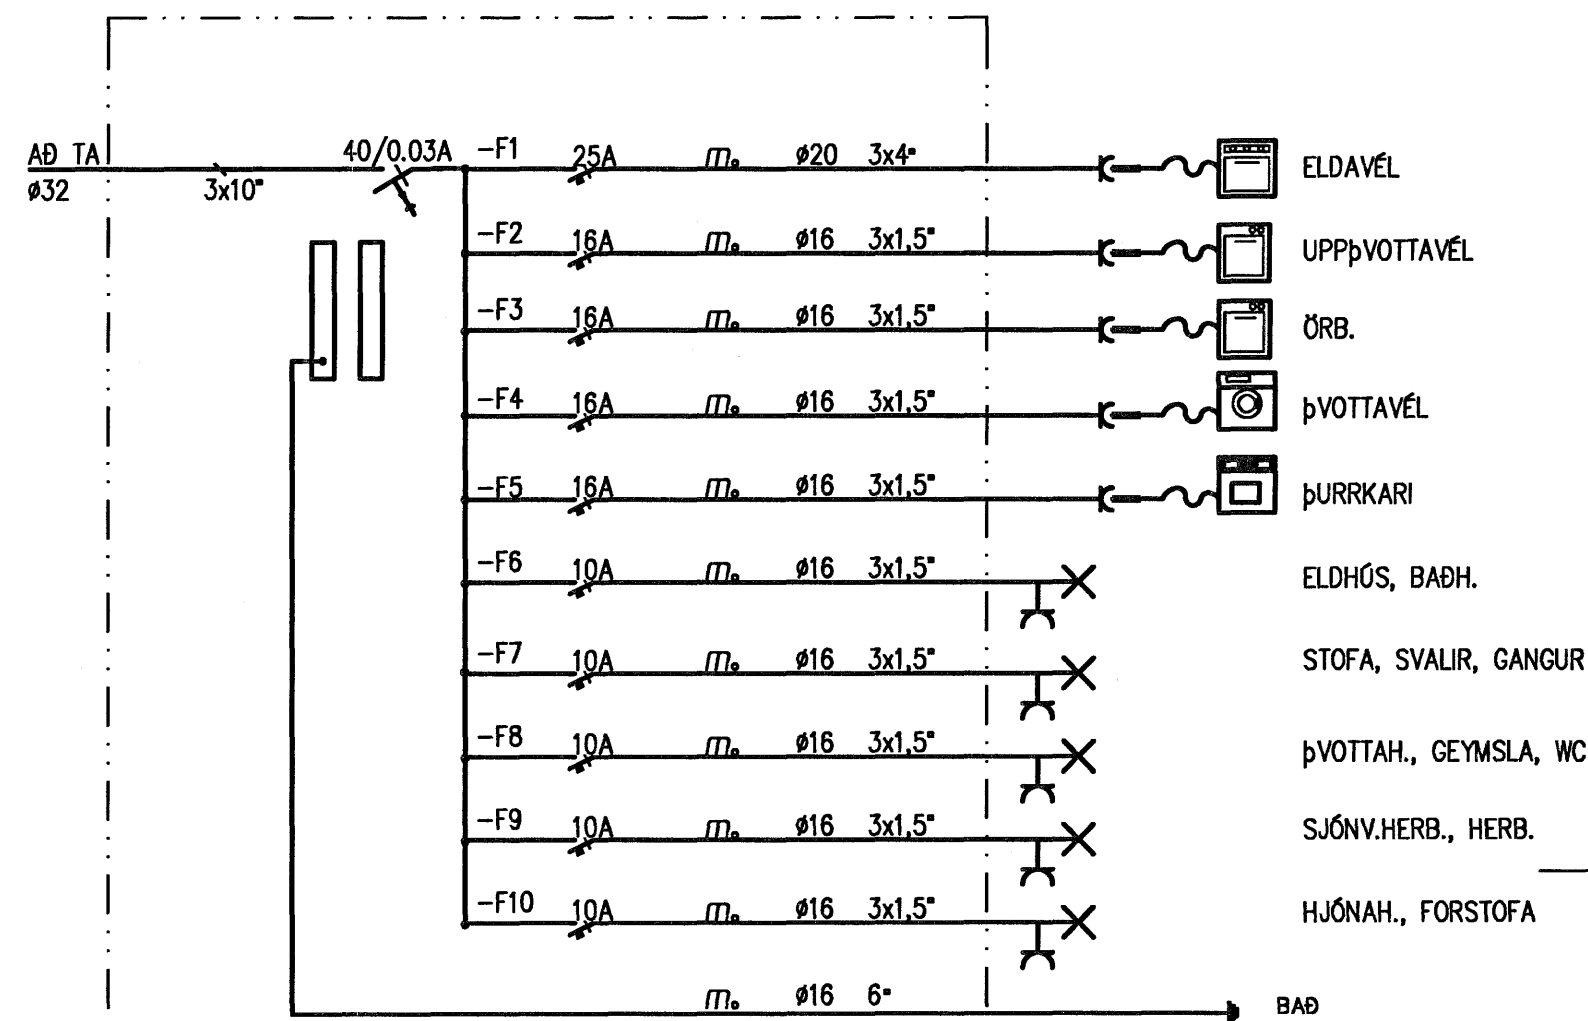 AÐ TA 3x10▪ 40/0.03A -F1 25A m. ø20 3x4▪ ELDAVÉL
ø32
-F2 16A m. ø16 3x1,5▪ UPPÞVOTTAVÉL
-F3 16A m. ø16 3x1,5▪ ÖRB.
-F4 16A m. ø16 3x1,5▪ ÞVOTTAVÉL
-F5 16A m. ø16 3x1,5▪ ÞURRKARI
-F6 10A m. ø16 3x1,5▪ ELDHÚS, BAÐH.
-F7 10A m. ø16 3x1,5▪ STOFA, SVALIR, GANGUR
-F8 10A m. ø16 3x1,5▪ ÞVOTTAH., GEYMSLA, WC
-F9 10A m. ø16 3x1,5▪ SJÓNV.HERB., HERB.
-F10 10A m. ø16 3x1,5▪ HJÓNAH., FORSTOFA
m. ø16 6▪ BAÐ